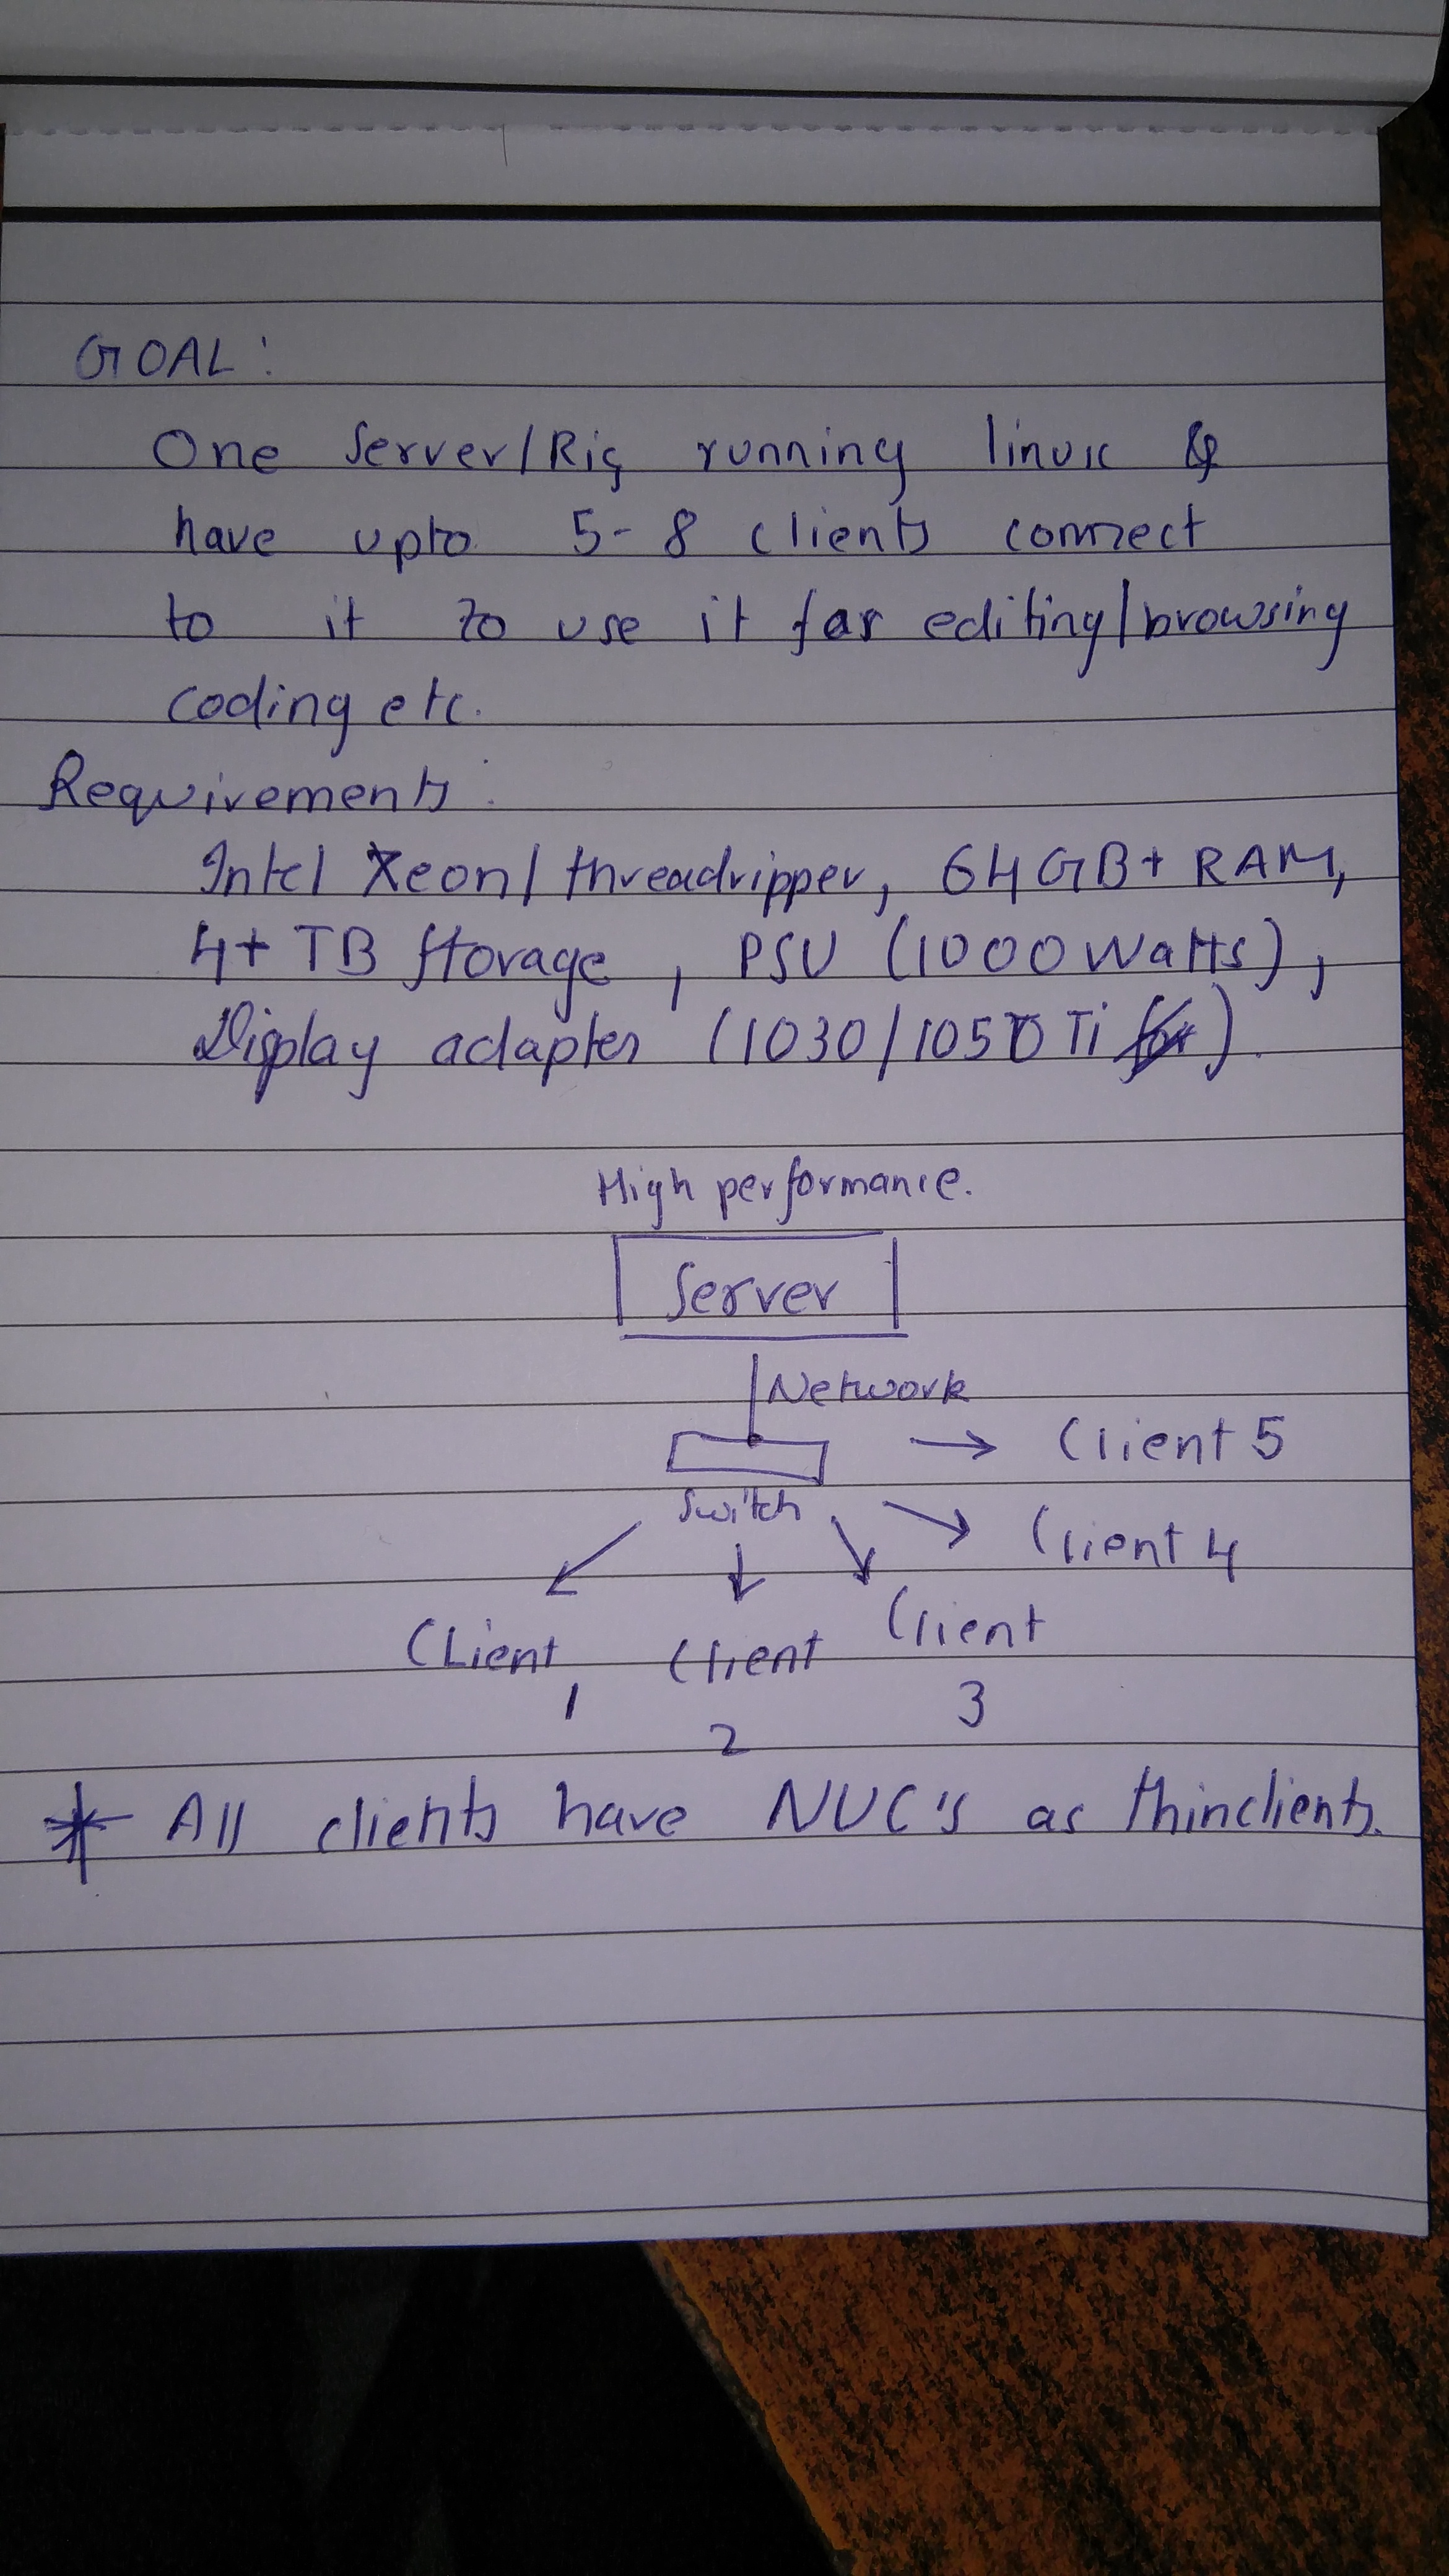 GOAL:
One Server/Rig running linux &
have upto 5-8 clients connect
to it to use it for editing/browsing
coding etc.
Requirements:
Intel Xeon/threadripper, 64GB+ RAM,
4+ TB Storage, PSU (1000 Watts),
Display adapter (1030/1050 Ti).
High performance.
Server
Network
Client 5
Switch
Client 4
Client 1
Client 2
Client 3
* All clients have NUC's as thinclients.